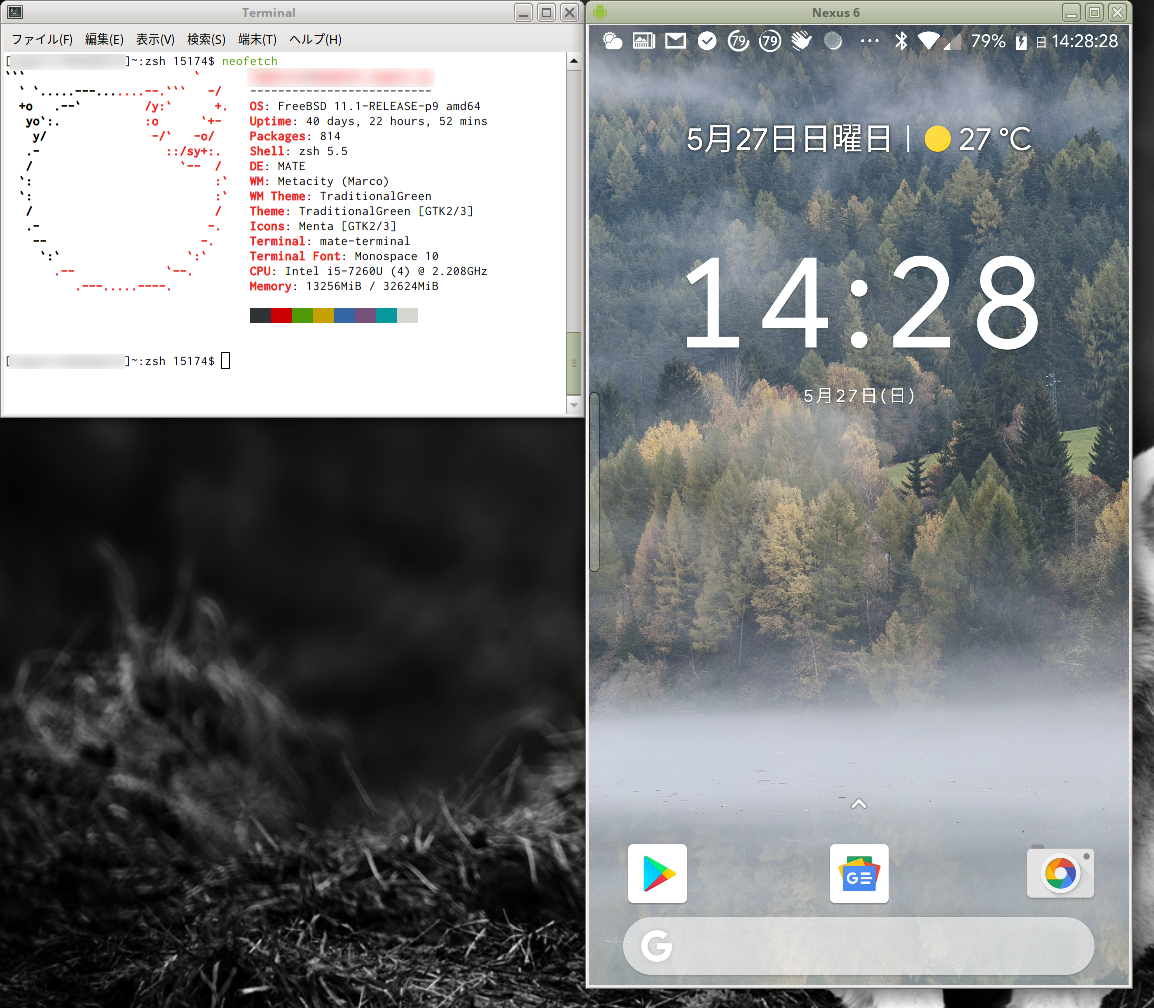 Terminal
ファイル(F) 編集(E) 表示(V) 検索(S) 端末(T) ヘルプ(H)
[ ]~:zsh 15174$ neofetch
-------------------------
OS: FreeBSD 11.1-RELEASE-p9 amd64
Uptime: 40 days, 22 hours, 52 mins
Packages: 814
Shell: zsh 5.5
DE: MATE
WM: Metacity (Marco)
WM Theme: TraditionalGreen
Theme: TraditionalGreen [GTK2/3]
Icons: Menta [GTK2/3]
Terminal: mate-terminal
Terminal Font: Monospace 10
CPU: Intel i5-7260U (4) @ 2.208GHz
Memory: 13256MiB / 32624MiB
[ ]~:zsh 15174$
Nexus 6
79 79 ... 79% 日 14:28:28
5月27日日曜日 | 27 °C
14:28
5月27日(日)
GE
G